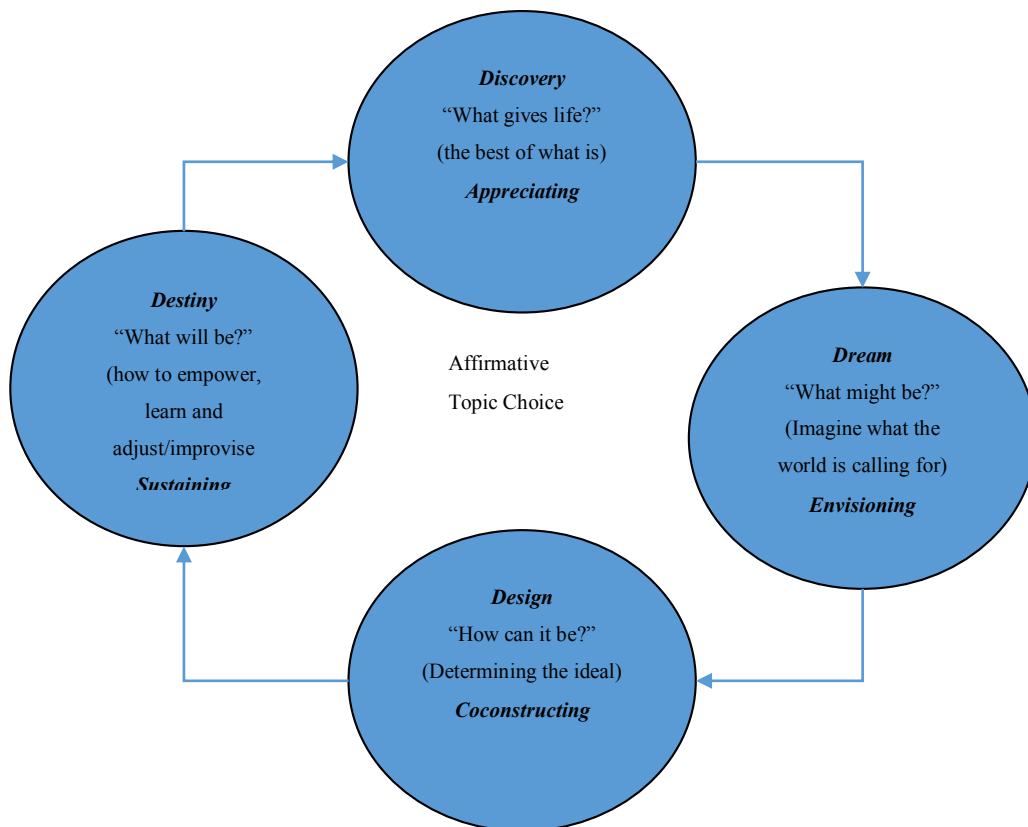 Discovery
“What gives life?”
(the best of what is)
Appreciating
Destiny
“What will be?”
(how to empower,
learn and
adjust/improvise
Sustaining
Affirmative
Topic Choice
Dream
“What might be?”
(Imagine what the
world is calling for)
Envisioning
Design
“How can it be?”
(Determining the ideal)
Coconstructing